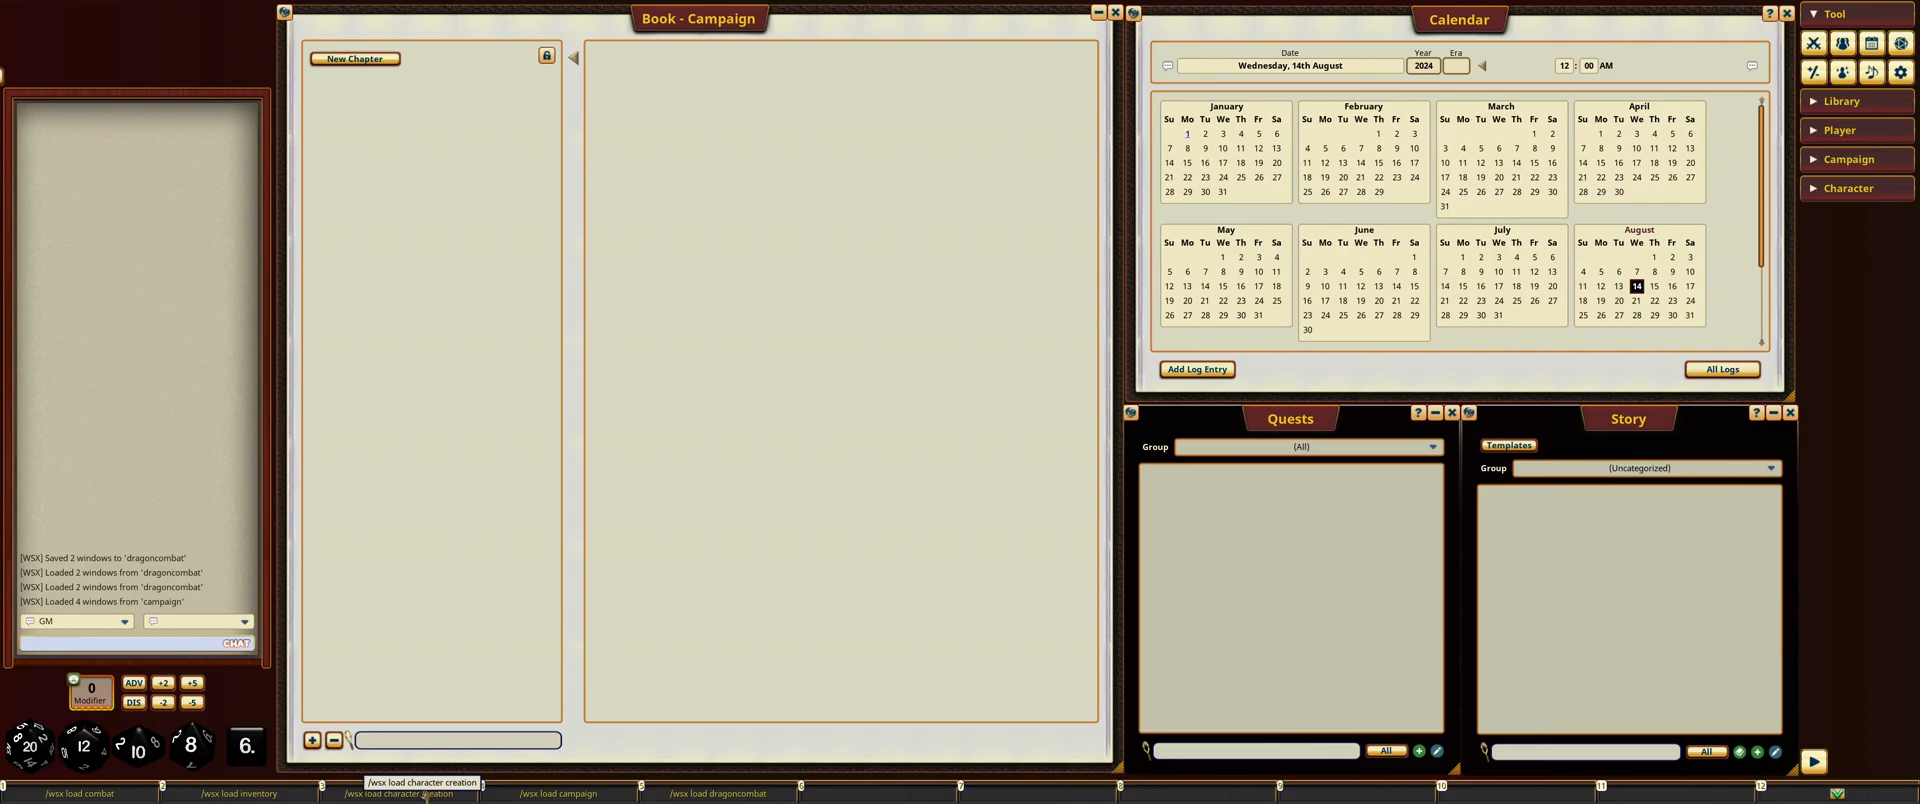 Book - Campaign
New Chapter
Calendar
Date Year Era
Wednesday, 14th August 2024 12 : 00 AM
January
Su Mo Tu We Th Fr Sa
1 2 3 4 5 6
7 8 9 10 11 12 13
14 15 16 17 18 19 20
21 22 23 24 25 26 27
28 29 30 31
February
Su Mo Tu We Th Fr Sa
1 2 3
4 5 6 7 8 9 10
11 12 13 14 15 16 17
18 19 20 21 22 23 24
25 26 27 28 29
March
Su Mo Tu We Th Fr Sa
1 2
3 4 5 6 7 8 9
10 11 12 13 14 15 16
17 18 19 20 21 22 23
24 25 26 27 28 29 30
31
April
Su Mo Tu We Th Fr Sa
1 2 3 4 5 6
7 8 9 10 11 12 13
14 15 16 17 18 19 20
21 22 23 24 25 26 27
28 29 30
May
Su Mo Tu We Th Fr Sa
1 2 3 4
5 6 7 8 9 10 11
12 13 14 15 16 17 18
19 20 21 22 23 24 25
26 27 28 29 30 31
June
Su Mo Tu We Th Fr Sa
1
2 3 4 5 6 7 8
9 10 11 12 13 14 15
16 17 18 19 20 21 22
23 24 25 26 27 28 29
30
July
Su Mo Tu We Th Fr Sa
1 2 3 4 5 6
7 8 9 10 11 12 13
14 15 16 17 18 19 20
21 22 23 24 25 26 27
28 29 30 31
August
Su Mo Tu We Th Fr Sa
1 2 3
4 5 6 7 8 9 10
11 12 13 14 15 16 17
18 19 20 21 22 23 24
25 26 27 28 29 30 31
Add Log Entry
All Logs
Quests
Group (All)
All
Story
Templates
Group (Uncategorized)
All
Tool
Library
Player
Campaign
Character
[WSX] Saved 2 windows to 'dragoncombat'
[WSX] Loaded 2 windows from 'dragoncombat'
[WSX] Loaded 2 windows from 'dragoncombat'
[WSX] Loaded 4 windows from 'campaign'
GM
CHAT
0
Modifier
ADV +2 +5
DIS -2 -5
20 12 10 8 6.
/wsx load character creation
1 /wsx load combat
2 /wsx load inventory
3 /wsx load character creation
/wsx load campaign
5 /wsx load dragoncombat
6
7
8
9
10
11
12